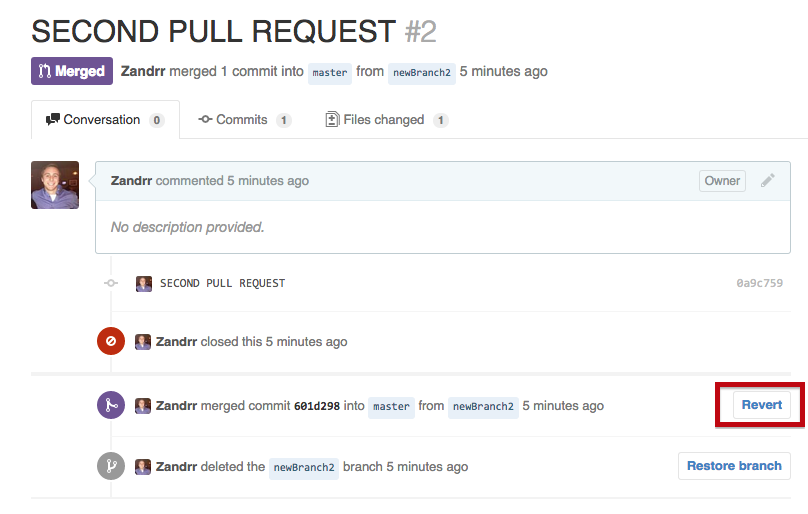 SECOND PULL REQUEST #2
Merged Zandrr merged 1 commit into master from newBranch2 5 minutes ago
Conversation 0 Commits 1 Files changed 1
Zandrr commented 5 minutes ago Owner
No description provided.
SECOND PULL REQUEST 0a9c759
Zandrr closed this 5 minutes ago
Zandrr merged commit 601d298 into master from newBranch2 5 minutes ago Revert
Zandrr deleted the newBranch2 branch 5 minutes ago Restore branch